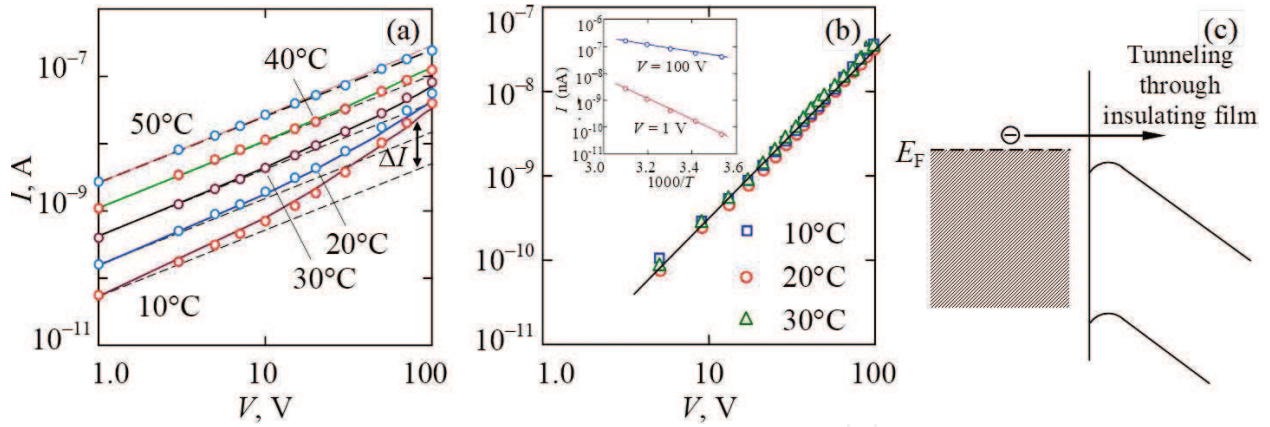 (a)
10⁻⁷
10⁻⁹
10⁻¹¹
I, A
50°C
40°C
ΔI
20°C
30°C
10°C
1.0
10
100
V, V
(b)
10⁻⁷
10⁻⁸
10⁻⁹
10⁻¹⁰
10⁻¹¹
10⁻⁶
10⁻⁷
10⁻⁸
10⁻⁹
10⁻¹⁰
10⁻¹¹
I (nA)
V = 100 V
V = 1 V
3.0
3.2
3.4
3.6
1000/T
10°C
20°C
30°C
1.0
10
100
V, V
(c)
Tunneling
through
insulating film
E_F